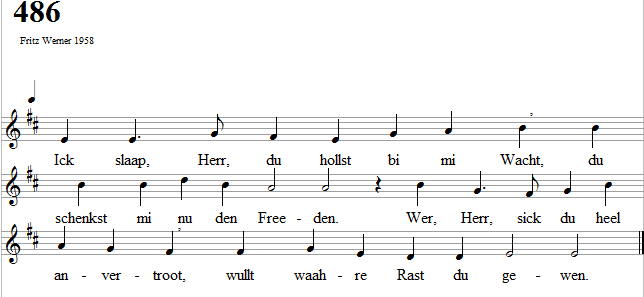 486
Fritz Werner 1958
Ick slaap, Herr, du hollst bi mi Wacht, du
schenkst mi nu den Free - den. Wer, Herr, sick du heel
an - ver - troot, wullt waah - re Rast du ge - wen.